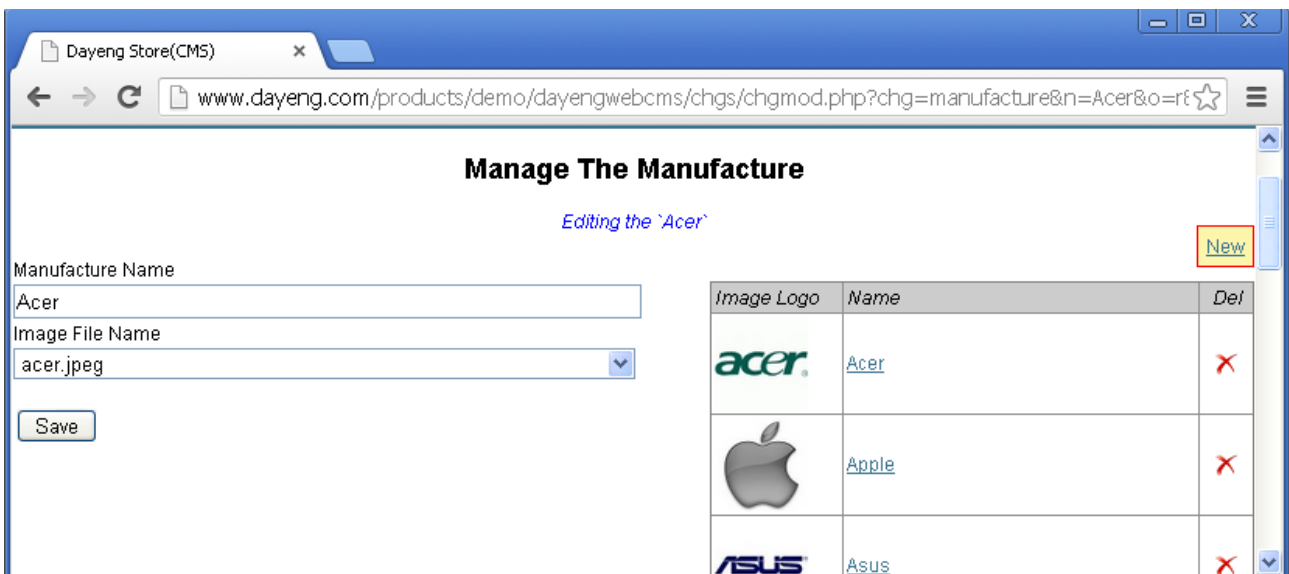 Dayeng Store(CMS)
www.dayeng.com/products/demo/dayengwebcms/chgs/chgmod.php?chg=manufacture&n=Acer&o=r
Manage The Manufacture
Editing the `Acer`
New
Manufacture Name
Acer
Image File Name
acer.jpeg
Save
Image Logo Name Del
acer Acer
Apple
ASUS Asus